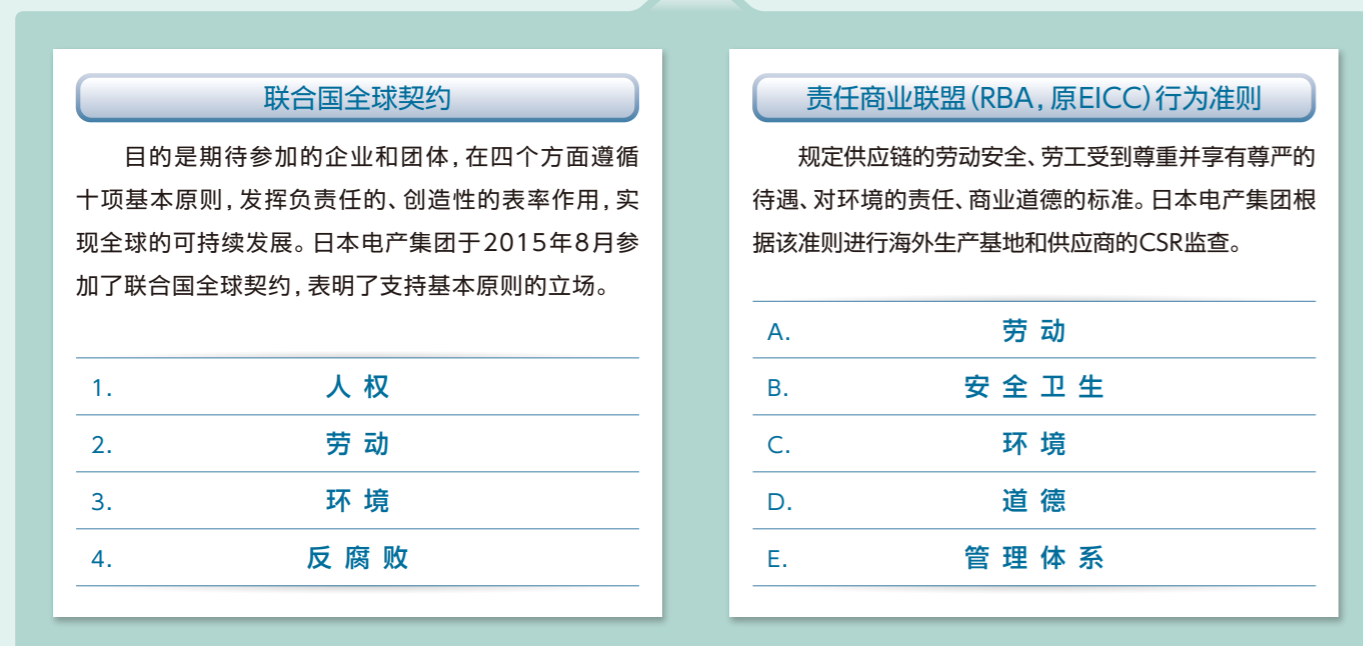 联合国全球契约
目的是期待参加的企业和团体,在四个方面遵循
十项基本原则,发挥负责任的、创造性的表率作用,实
现全球的可持续发展。日本电产集团于2015年8月参
加了联合国全球契约,表明了支持基本原则的立场。
1. 人权
2. 劳动
3. 环境
4. 反腐败
责任商业联盟(RBA,原EICC)行为准则
规定供应链的劳动安全、劳工受到尊重并享有尊严的
待遇、对环境的责任、商业道德的标准。日本电产集团根
据该准则进行海外生产基地和供应商的CSR监查。
A. 劳动
B. 安全卫生
C. 环境
D. 道德
E. 管理体系